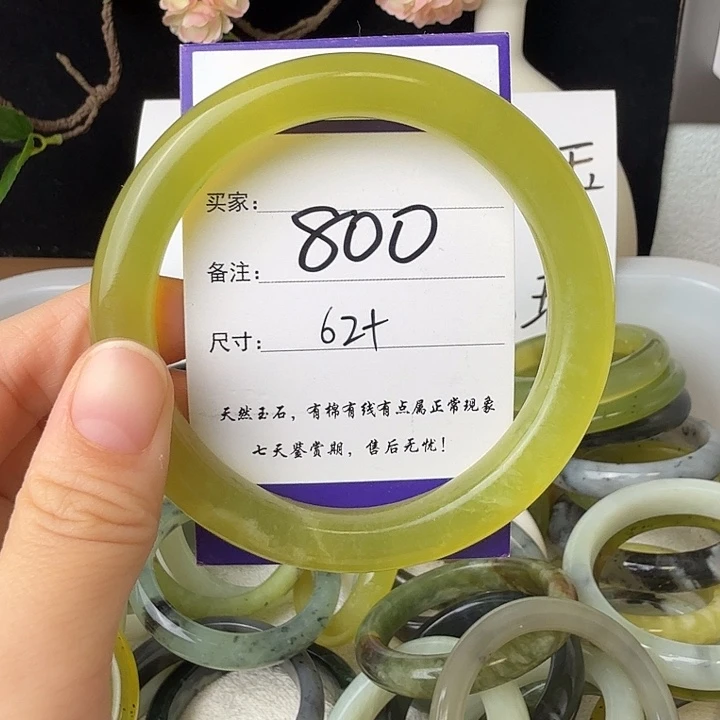 买家:
800
备注:
尺寸: 62+
天然玉石，有棉有线有点属正常现象
七天鉴赏期，售后无忧!
玉